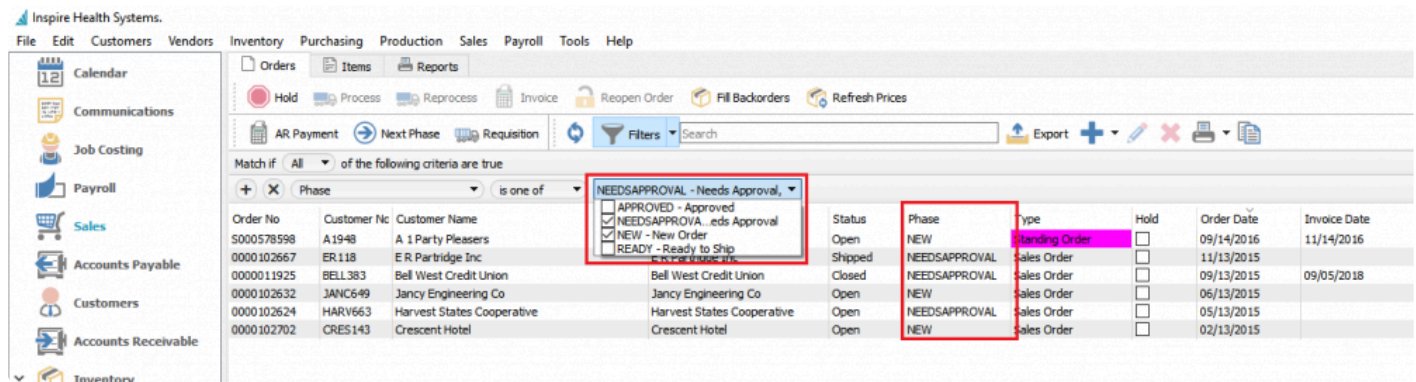 Inspire Health Systems.
File Edit Customers Vendors Inventory Purchasing Production Sales Payroll Tools Help
Calendar
Communications
Job Costing
Payroll
Sales
Accounts Payable
Customers
Accounts Receivable
Inventory
Orders Items Reports
Hold Process Reprocess Invoice Reopen Order Fill Backorders Refresh Prices
AR Payment Next Phase Requisition Filters Search Export
Match if All of the following criteria are true
Phase is one of NEEDSAPPROVAL - Needs Approval,
APPROVED - Approved
NEEDSAPPROVA...eds Approval
NEW - New Order
READY - Ready to Ship
Order No Customer Nc Customer Name Status Phase Type Hold Order Date Invoice Date
S000578598 A1948 A 1 Party Pleasers Open NEW Standing Order 09/14/2016 11/14/2016
0000102667 ER118 E R Partridge Inc E R Partridge Inc Shipped NEEDSAPPROVAL Sales Order 11/13/2015
0000011925 BELL383 Bell West Credit Union Bell West Credit Union Closed NEEDSAPPROVAL Sales Order 09/13/2015 09/05/2018
0000102632 JANC649 Jancy Engineering Co Jancy Engineering Co Open NEW Sales Order 06/13/2015
0000102624 HARV663 Harvest States Cooperative Harvest States Cooperative Open NEEDSAPPROVAL Sales Order 05/13/2015
0000102702 CRES143 Crescent Hotel Crescent Hotel Open NEW Sales Order 02/13/2015